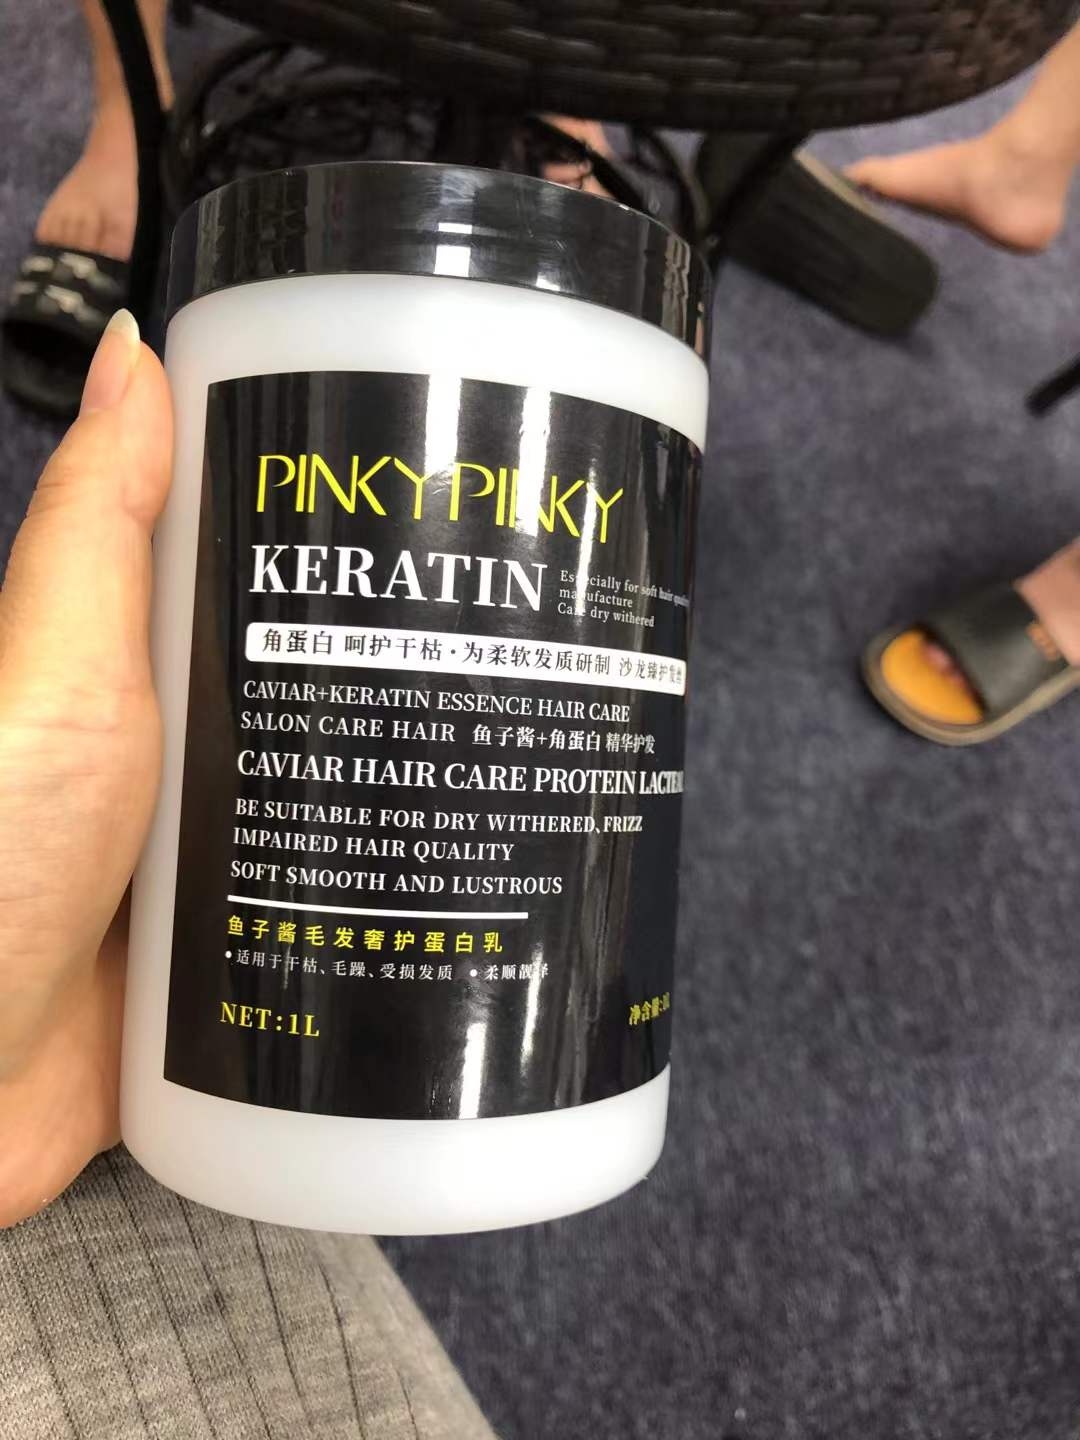 PINKYPINKY
KERATIN
Especially for soft hair quality
manufacture
Care dry withered
角蛋白 呵护干枯·为柔软发质研制 沙龙臻护发
CAVIAR+KERATIN ESSENCE HAIR CARE
SALON CARE HAIR 鱼子酱+角蛋白 精华护发
CAVIAR HAIR CARE PROTEIN
BE SUITABLE FOR DRY WITHERED、FRIZZ
IMPAIRED HAIR QUALITY
SOFT SMOOTH AND LUSTROUS
鱼子酱毛发奢护蛋白乳
•适用于干枯、毛躁、受损发质 •柔顺靓泽
NET:1L 净含量: